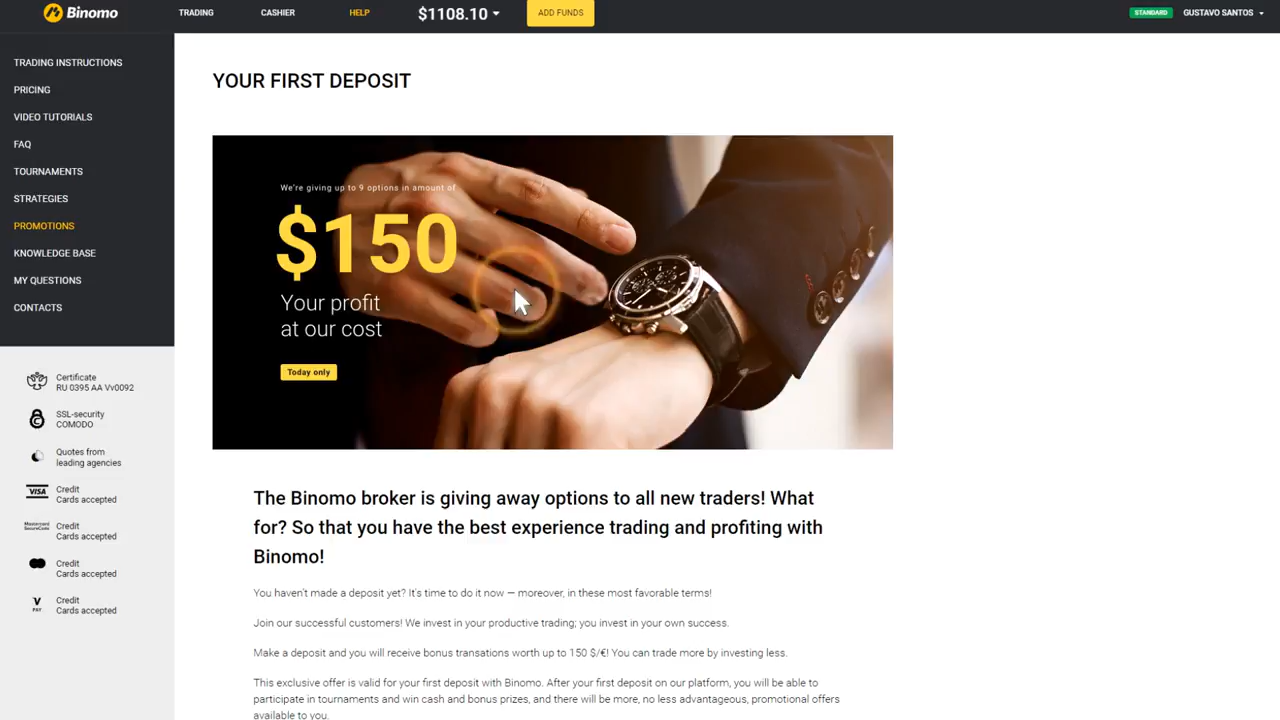 Binomo
TRADING
CASHIER
HELP
$1108.10
ADD FUNDS
STANDARD
GUSTAVO SANTOS
TRADING INSTRUCTIONS
PRICING
VIDEO TUTORIALS
FAQ
TOURNAMENTS
STRATEGIES
PROMOTIONS
KNOWLEDGE BASE
MY QUESTIONS
CONTACTS
Certificate
RU 0395 AA Vv0092
SSL-security
COMODO
Quotes from
leading agencies
VISA
Credit
Cards accepted
Mastercard
SecureCode
Credit
Cards accepted
Credit
Cards accepted
V
PAY
Credit
Cards accepted
YOUR FIRST DEPOSIT
We're giving up to 9 options in amount of
$150
Your profit
at our cost
Today only
The Binomo broker is giving away options to all new traders! What
for? So that you have the best experience trading and profiting with
Binomo!
You haven't made a deposit yet? It's time to do it now — moreover, in these most favorable terms!
Join our successful customers! We invest in your productive trading; you invest in your own success.
Make a deposit and you will receive bonus transations worth up to 150 $/€! You can trade more by investing less.
This exclusive offer is valid for your first deposit with Binomo. After your first deposit on our platform, you will be able to
participate in tournaments and win cash and bonus prizes, and there will be more, no less advantageous, promotional offers
available to you.